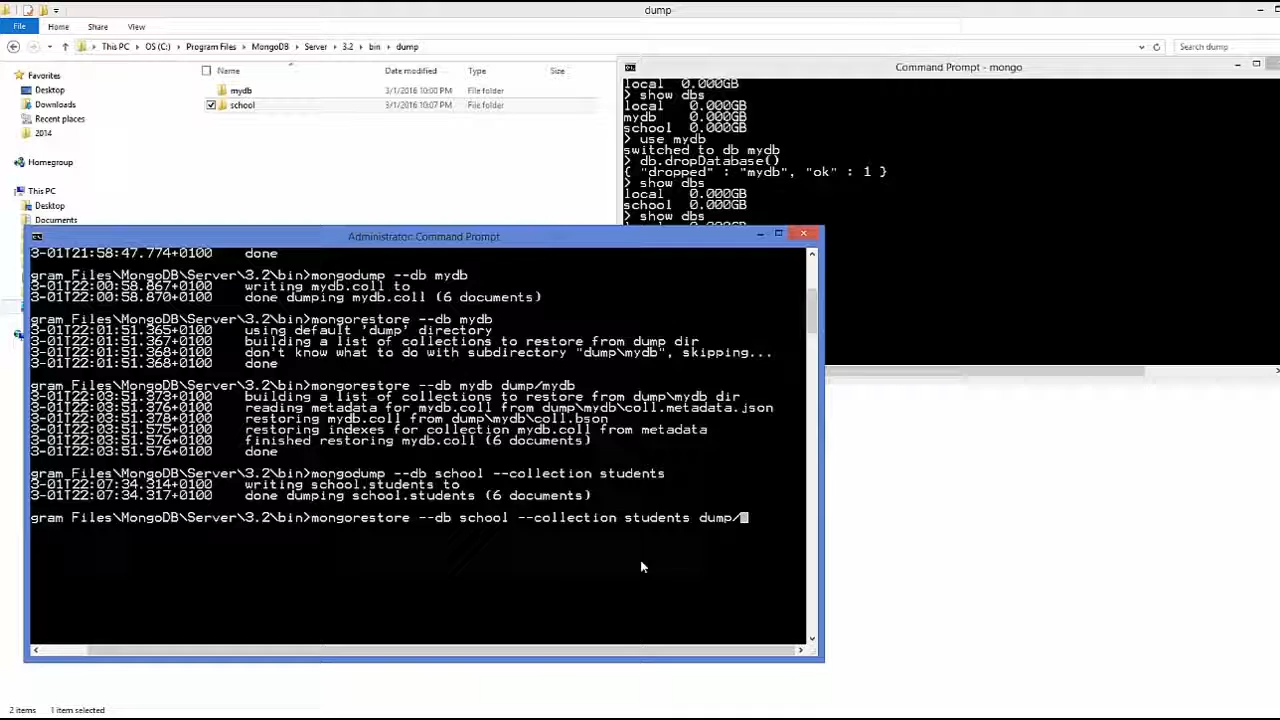 dump
File Home Share View
This PC OS (C:) Program Files MongoDB Server 3.2 bin dump
Search dump
Favorites
Desktop
Downloads
Recent places
2014
Homegroup
This PC
Desktop
Documents
Name Date modified Type Size
mydb 3/1/2016 10:00 PM File folder
school 3/1/2016 10:07 PM File folder
Command Prompt - mongo
local 0.000GB
> show dbs
local 0.000GB
mydb 0.000GB
school 0.000GB
> use mydb
switched to db mydb
> db.dropDatabase()
{ "dropped" : "mydb", "ok" : 1 }
> show dbs
local 0.000GB
school 0.000GB
> show dbs
Administrator: Command Prompt
3-01T21:58:47.774+0100 done
gram Files\MongoDB\Server\3.2\bin>mongodump --db mydb
3-01T22:00:58.867+0100 writing mydb.coll to
3-01T22:00:58.870+0100 done dumping mydb.coll (6 documents)
gram Files\MongoDB\Server\3.2\bin>mongorestore --db mydb
3-01T22:01:51.365+0100 using default 'dump' directory
3-01T22:01:51.367+0100 building a list of collections to restore from dump dir
3-01T22:01:51.368+0100 don't know what to do with subdirectory "dump\mydb", skipping...
3-01T22:01:51.368+0100 done
gram Files\MongoDB\Server\3.2\bin>mongorestore --db mydb dump/mydb
3-01T22:03:51.373+0100 building a list of collections to restore from dump\mydb dir
3-01T22:03:51.376+0100 reading metadata for mydb.coll from dump\mydb\coll.metadata.json
3-01T22:03:51.378+0100 restoring mydb.coll from dump\mydb\coll.bson
3-01T22:03:51.575+0100 restoring indexes for collection mydb.coll from metadata
3-01T22:03:51.576+0100 finished restoring mydb.coll (6 documents)
3-01T22:03:51.576+0100 done
gram Files\MongoDB\Server\3.2\bin>mongodump --db school --collection students
3-01T22:07:34.314+0100 writing school.students to
3-01T22:07:34.317+0100 done dumping school.students (6 documents)
gram Files\MongoDB\Server\3.2\bin>mongorestore --db school --collection students dump/
2 items 1 item selected